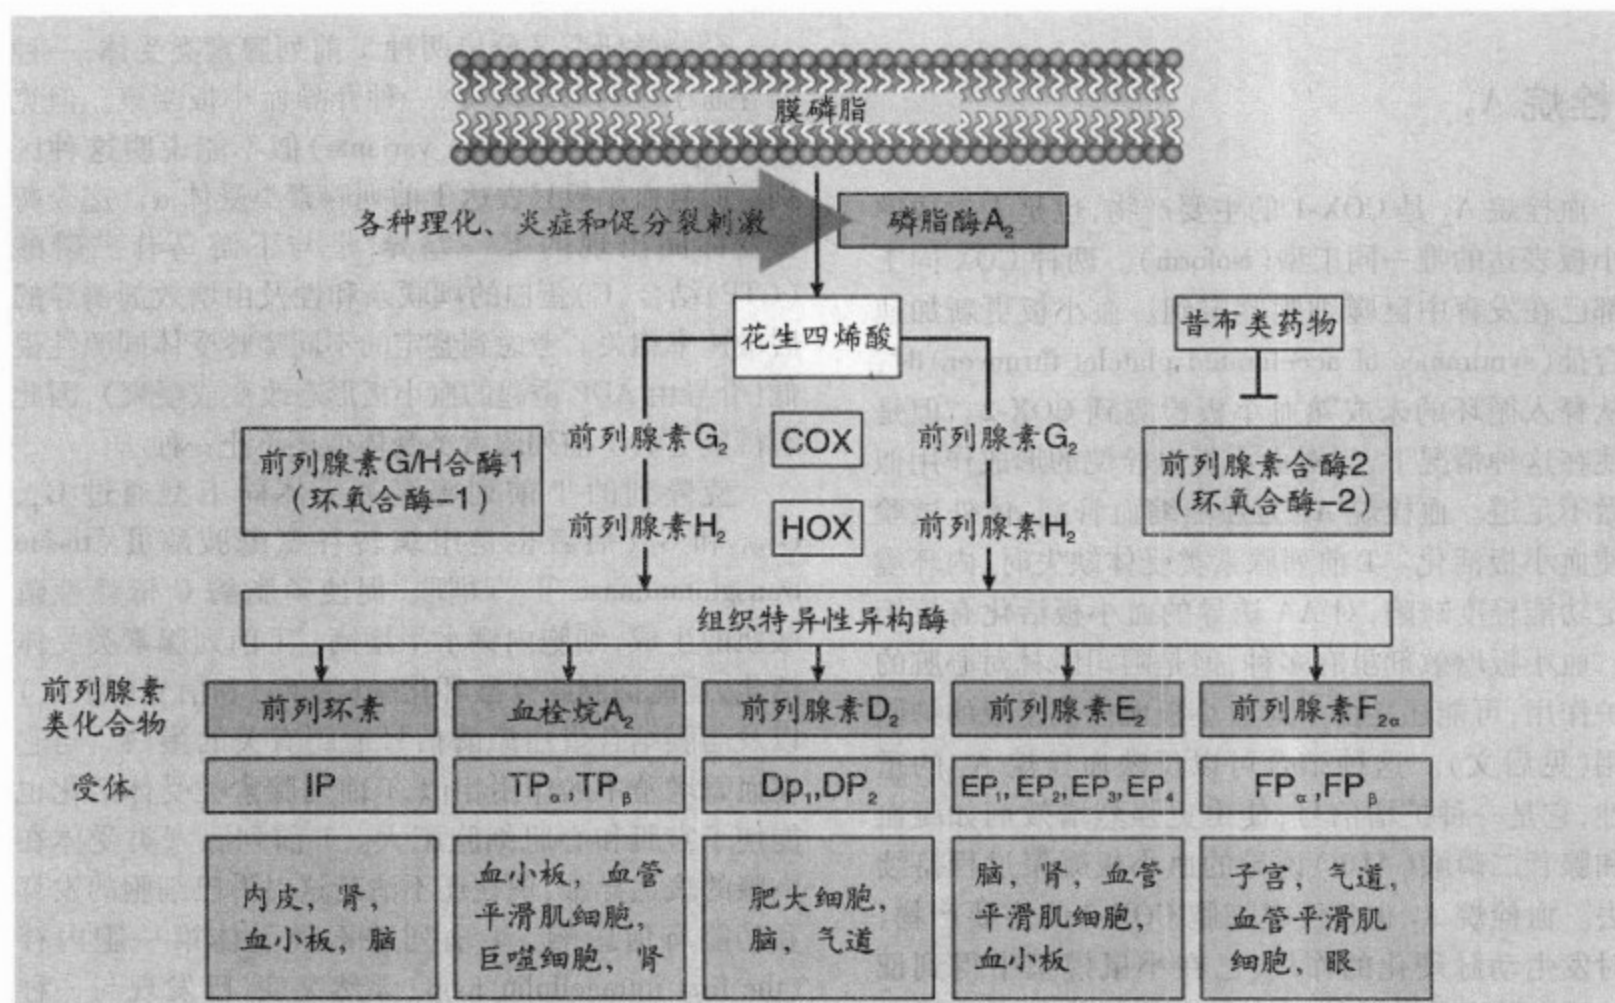 膜磷脂
各种理化、炎症和促分裂刺激
磷脂酶A₂
花生四烯酸
昔布类药物
前列腺素G/H合酶1
（环氧合酶-1）
前列腺素G₂
COX
前列腺素G₂
前列腺素合酶2
（环氧合酶-2）
前列腺素H₂
HOX
前列腺素H₂
组织特异性异构酶
前列腺素
类化合物
前列环素
血栓烷A₂
前列腺素D₂
前列腺素E₂
前列腺素F₂α
受体
IP
TPα,TPβ
Dp₁,DP₂
EP₁,EP₂,EP₃,EP₄
FPα,FPβ
内皮，肾，
血小板，脑
血小板，血管
平滑肌细胞，
巨噬细胞，肾
肥大细胞，
脑，气道
脑，肾，血管
平滑肌细胞，
血小板
子宫，气道，
血管平滑肌
细胞，眼